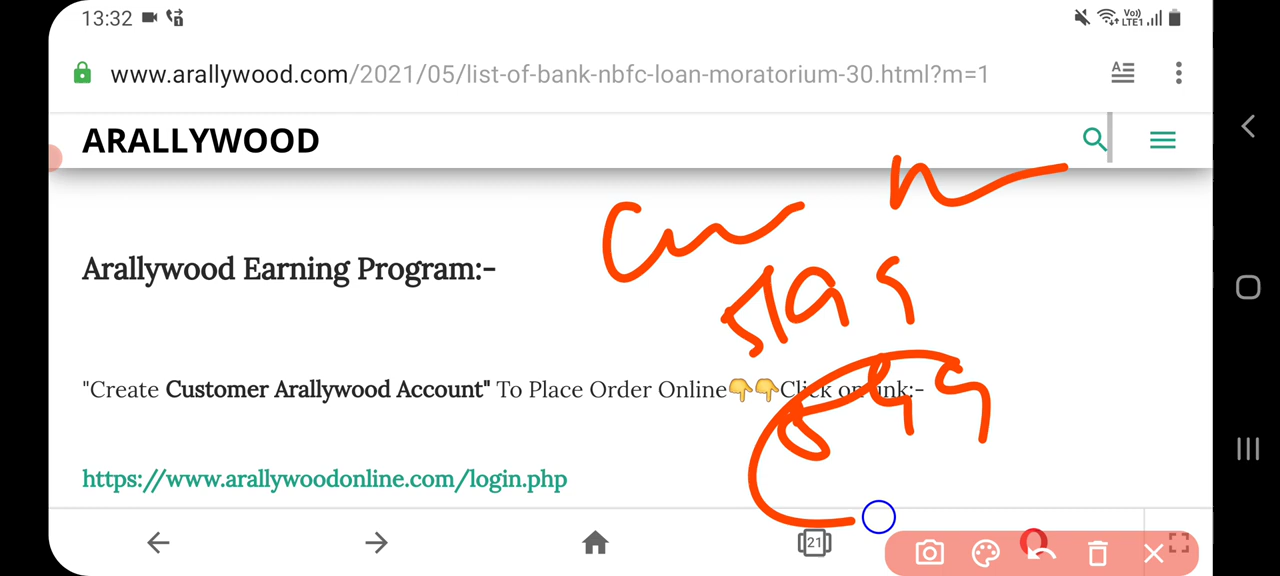 13:32 Vo)) LTE1
www.arallywood.com/2021/05/list-of-bank-nbfc-loan-moratorium-30.html?m=1
ARALLYWOOD
Arallywood Earning Program:-
"Create Customer Arallywood Account" To Place Order Online👇👇Click on Link:-
https://www.arallywoodonline.com/login.php
21